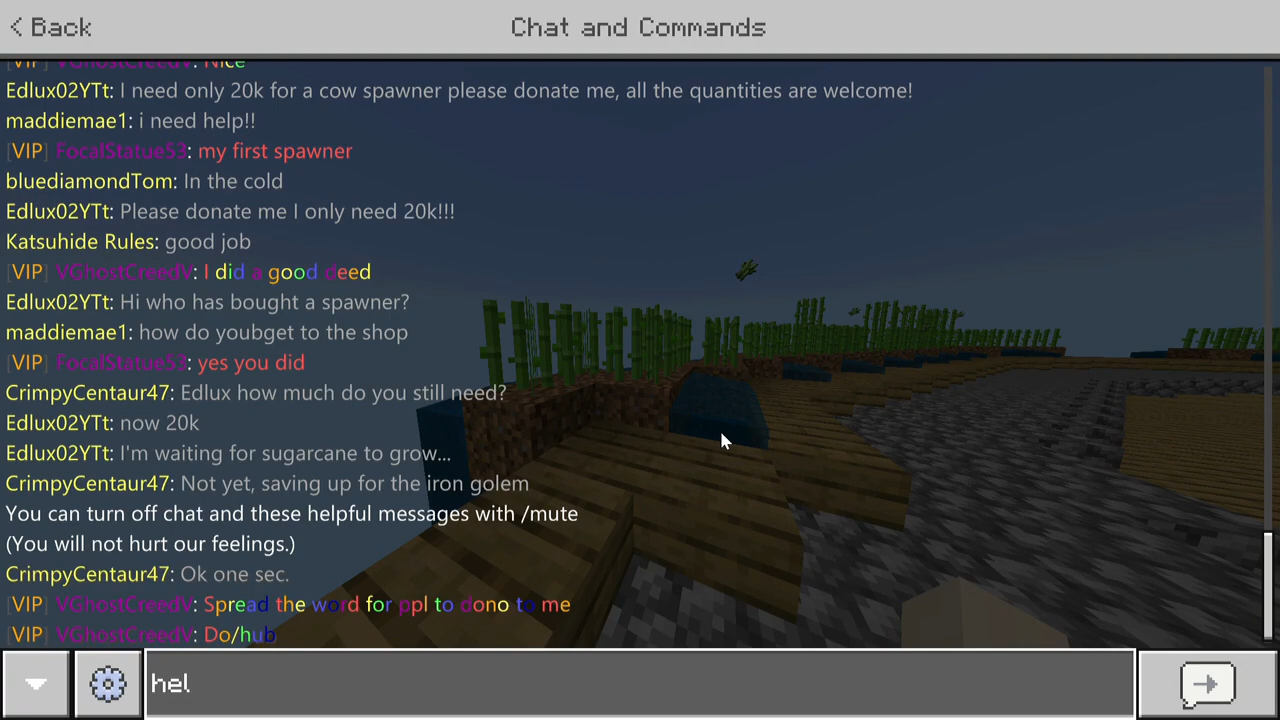 < Back
Chat and Commands
[VIP] VGhostCreedV: Nice
Edlux02YTt: I need only 20k for a cow spawner please donate me, all the quantities are welcome!
maddiemae1: i need help!!
[VIP] FocalStatue53: my first spawner
bluediamondTom: In the cold
Edlux02YTt: Please donate me I only need 20k!!!
Katsuhide Rules: good job
[VIP] VGhostCreedV: I did a good deed
Edlux02YTt: Hi who has bought a spawner?
maddiemae1: how do youbget to the shop
[VIP] FocalStatue53: yes you did
CrimpyCentaur47: Edlux how much do you still need?
Edlux02YTt: now 20k
Edlux02YTt: I'm waiting for sugarcane to grow...
CrimpyCentaur47: Not yet, saving up for the iron golem
You can turn off chat and these helpful messages with /mute
(You will not hurt our feelings.)
CrimpyCentaur47: Ok one sec.
[VIP] VGhostCreedV: Spread the word for ppl to dono to me
[VIP] VGhostCreedV: Do/hub
hel